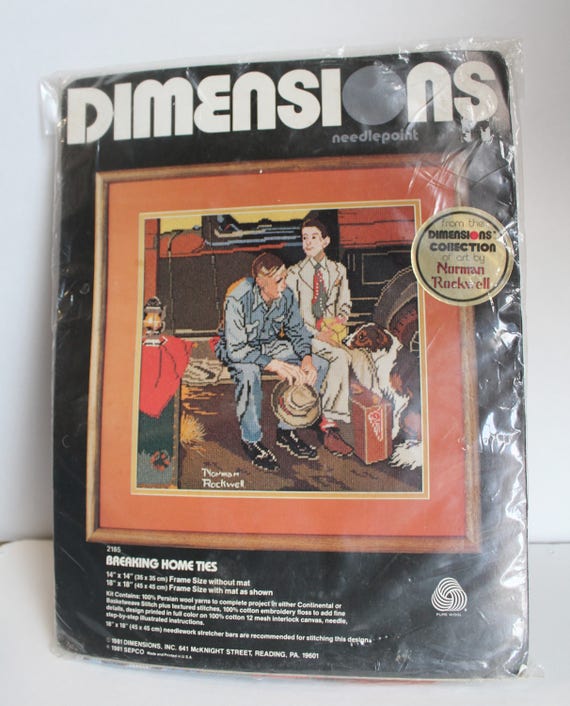 DIMENSIONS
needlepoint
from the
DIMENSIONS®
COLLECTION
of art by
Norman
Rockwell
Norman
Rockwell
2185
BREAKING HOME TIES
14" x 14" (35 x 35 cm) Frame Size without mat
18" x 18" (45 x 45 cm) Frame Size with mat as shown
Kit Contains: 100% Persian wool yarns to complete project in either Continental or
Basketweave Stitch plus textured stitches, 100% cotton embroidery floss to add fine
details, design printed in full color on 100% cotton 12 mesh interlock canvas, needle,
step-by-step illustrated instructions.
18" x 18" (45 x 45 cm) needlework stretcher bars are recommended for stitching this design.
© 1981 DIMENSIONS, INC. 641 McKNIGHT STREET, READING, PA. 19601
© 1981 SEPCO Made and Printed in U.S.A.
PURE WOOL